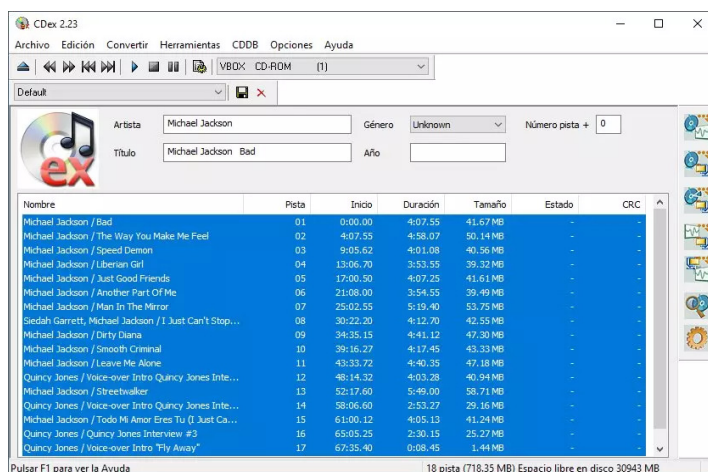 CDex 2.23
Archivo Edición Convertir Herramientas CDDB Opciones Ayuda
VBOX CD-ROM (1)
Default
Artista Michael Jackson Género Unknown Número pista + 0
Título Michael Jackson Bad Año
ex
Nombre Pista Inicio Duración Tamaño Estado CRC
Michael Jackson / Bad 01 0:00.00 4:07.55 41.67 MB - -
Michael Jackson / The Way You Make Me Feel 02 4:07.55 4:58.07 50.14 MB - -
Michael Jackson / Speed Demon 03 9:05.62 4:01.08 40.56 MB - -
Michael Jackson / Liberian Girl 04 13:06.70 3:53.55 39.32 MB - -
Michael Jackson / Just Good Friends 05 17:00.50 4:07.25 41.61 MB - -
Michael Jackson / Another Part Of Me 06 21:08.00 3:54.55 39.49 MB - -
Michael Jackson / Man In The Mirror 07 25:02.55 5:19.40 53.75 MB - -
Siedah Garrett, Michael Jackson / I Just Can't Stop... 08 30:22.20 4:12.70 42.55 MB - -
Michael Jackson / Dirty Diana 09 34:35.15 4:41.12 47.30 MB - -
Michael Jackson / Smooth Criminal 10 39:16.27 4:17.45 43.33 MB - -
Michael Jackson / Leave Me Alone 11 43:33.72 4:40.35 47.18 MB - -
Quincy Jones / Voice-over Intro Quincy Jones Inte... 12 48:14.32 4:03.28 40.94 MB - -
Michael Jackson / Streetwalker 13 52:17.60 5:49.00 58.71 MB - -
Quincy Jones / Voice-over Intro Quincy Jones Inte... 14 58:06.60 2:53.27 29.16 MB - -
Michael Jackson / Todo Mi Amor Eres Tu (I Just Ca... 15 61:00.12 4:05.13 41.24 MB - -
Quincy Jones / Quincy Jones Interview #3 16 65:05.25 2:30.15 25.27 MB - -
Quincy Jones / Voice-over Intro "Fly Away" 17 67:35.40 0:08.45 1.44 MB - -
Pulsar F1 para ver la Ayuda 18 pista (718.35 MB) Espacio libre en disco 30943 MB